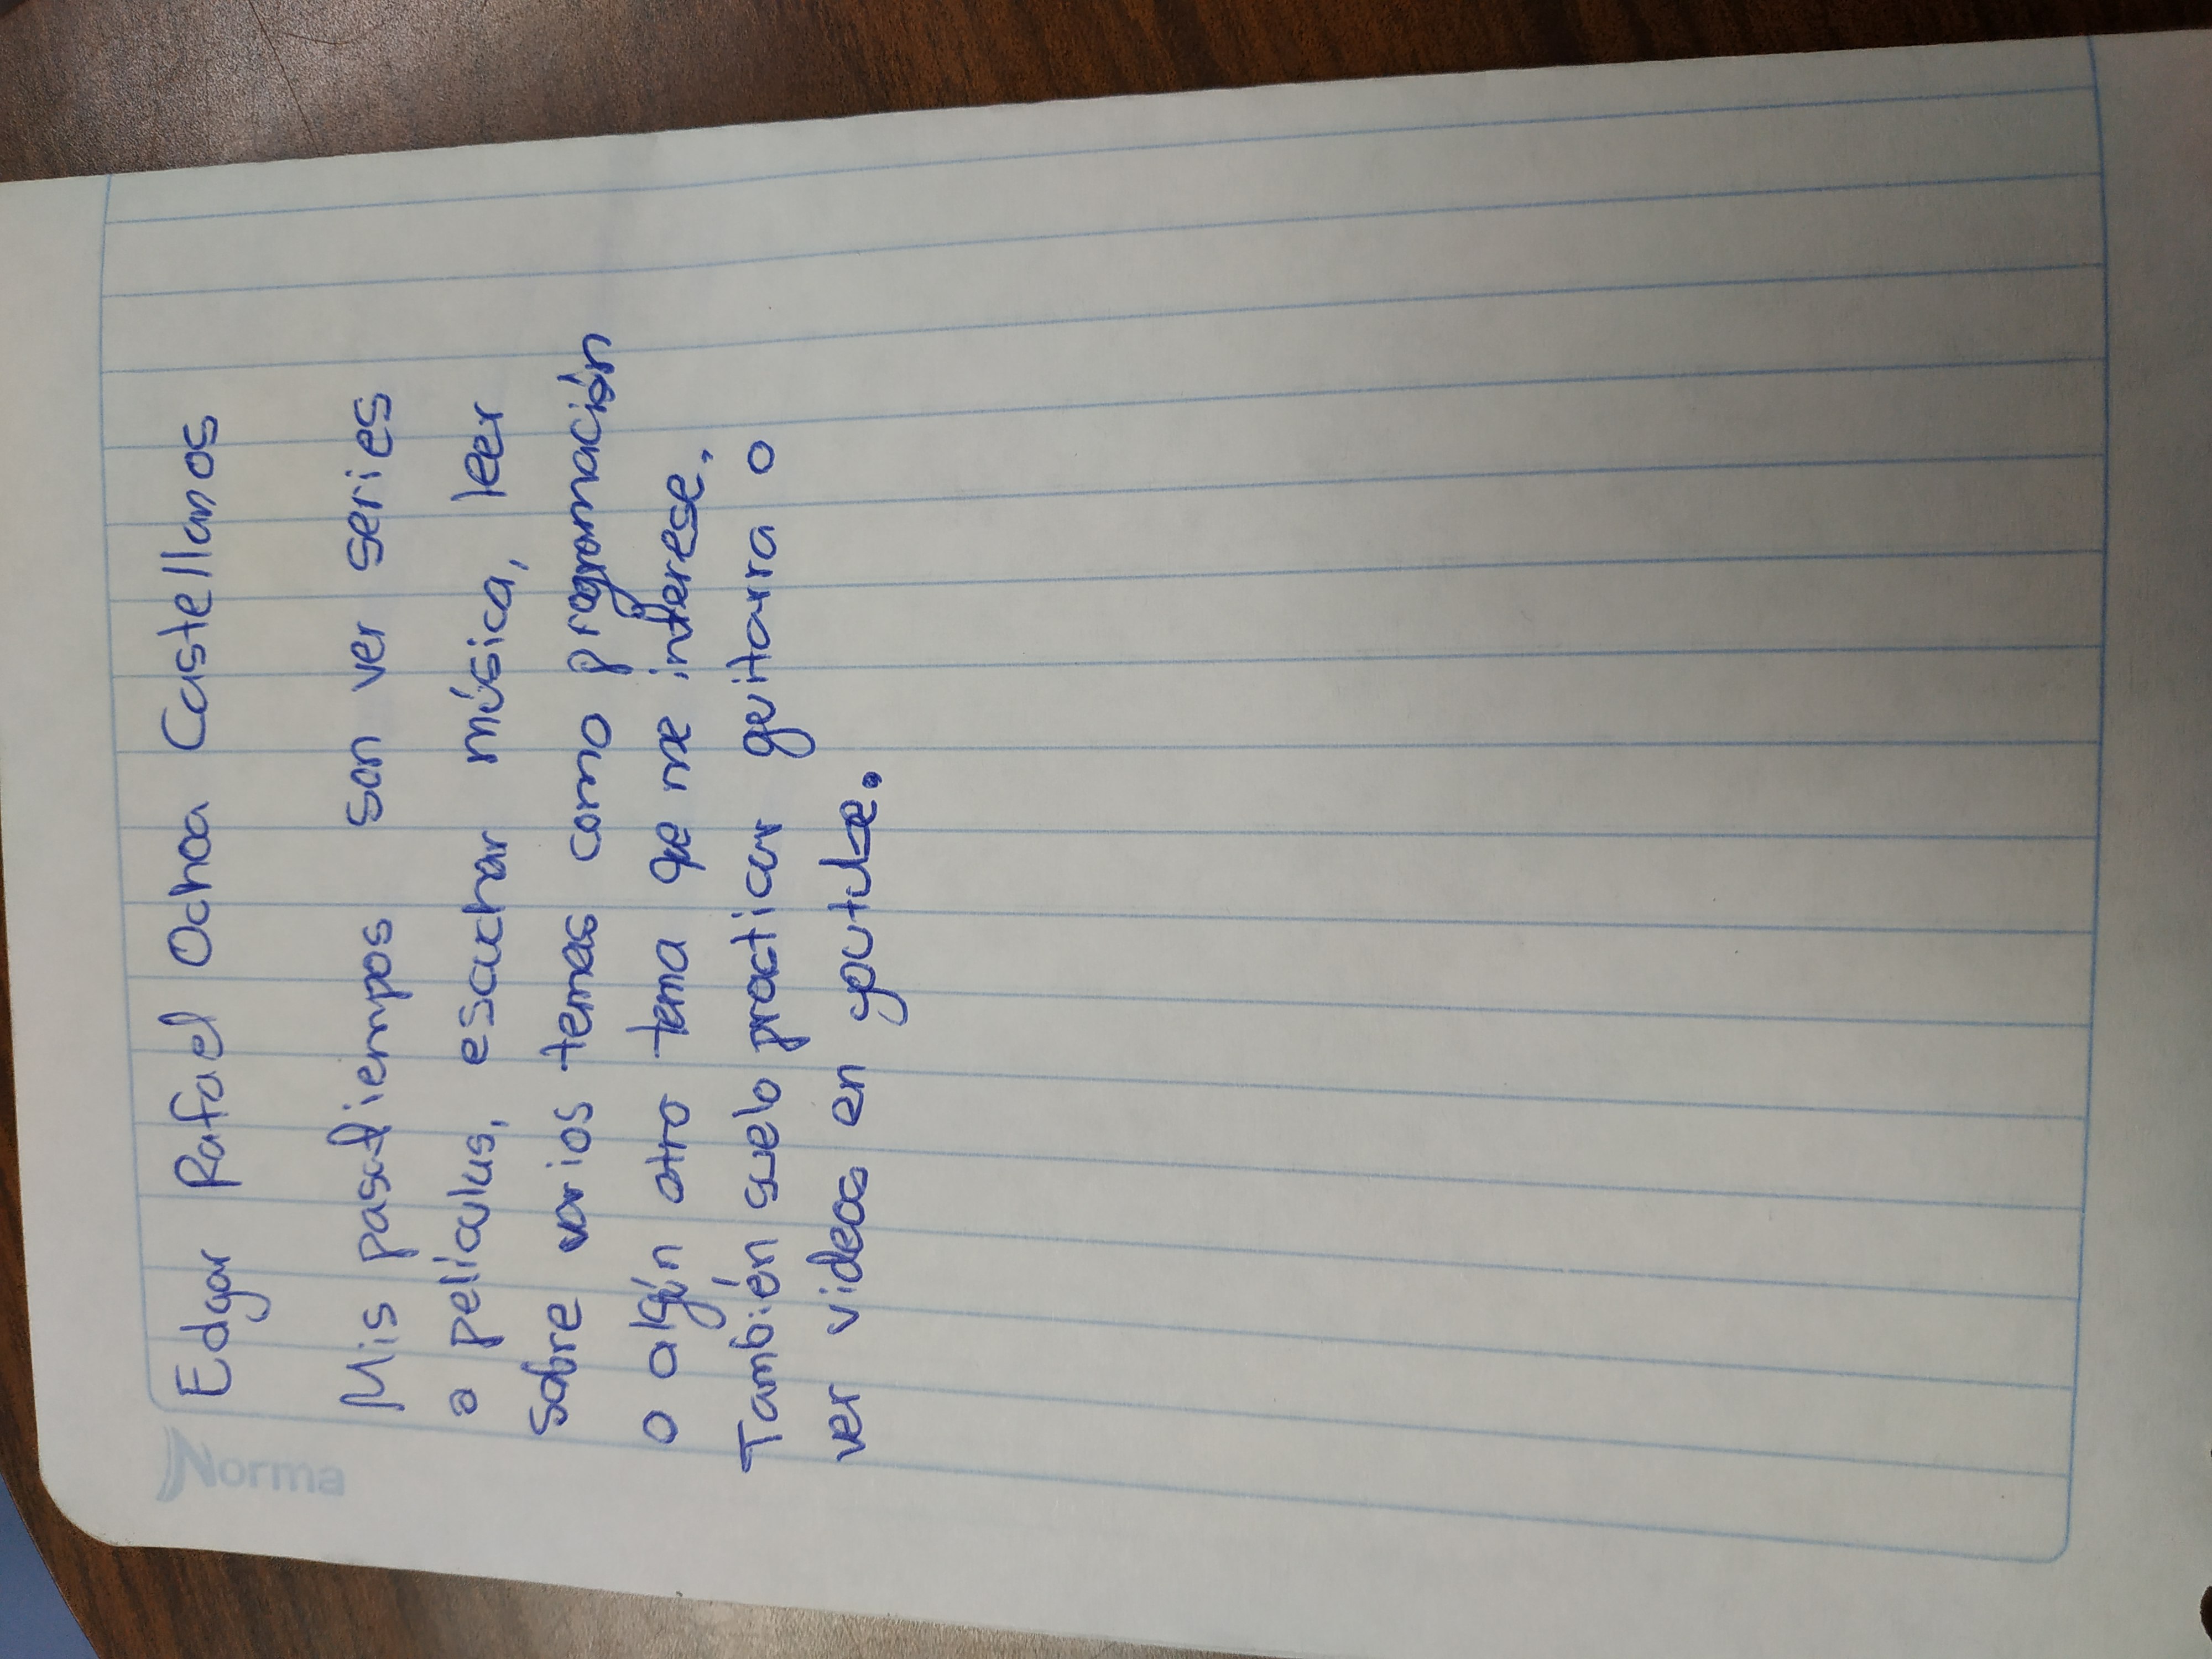 Norma
Edgar Rafael Ochoa Castellanos
Mis pasatiempos son ver series
o películas, escuchar música, leer
sobre varios temas como programación
o algún otro tema que me interese.
También suelo practicar guitarra o
ver videos en youtube.